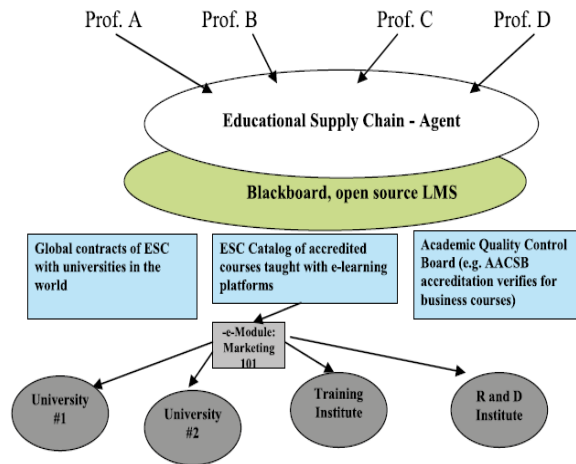 Prof. A
Prof. B
Prof. C
Prof. D
Educational Supply Chain - Agent
Blackboard, open source LMS
Global contracts of ESC
with universities in the
world
ESC Catalog of accredited
courses taught with e-learning
platforms
Academic Quality Control
Board (e.g. AACSB
accreditation verifies for
business courses)
-e-Module:
Marketing
101
University
#1
University
#2
Training
Institute
R and D
Institute